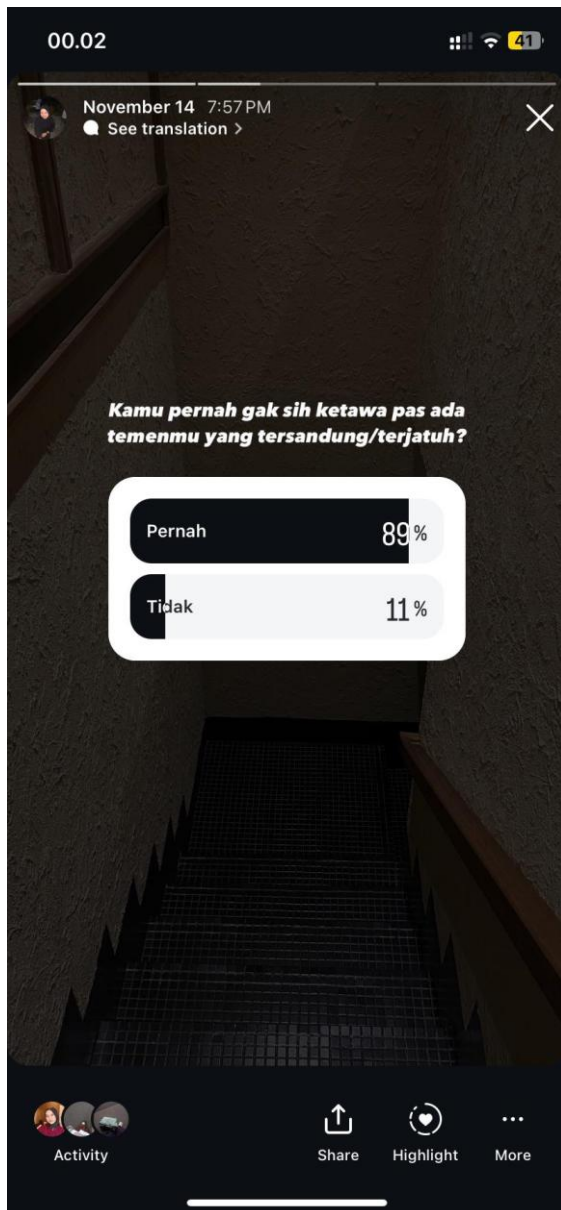 00.02
41
November 14 7:57 PM
See translation >
Kamu pernah gak sih ketawa pas ada
temenmu yang tersandung/terjatuh?
Pernah 89%
Tidak 11%
Activity
Share
Highlight
More